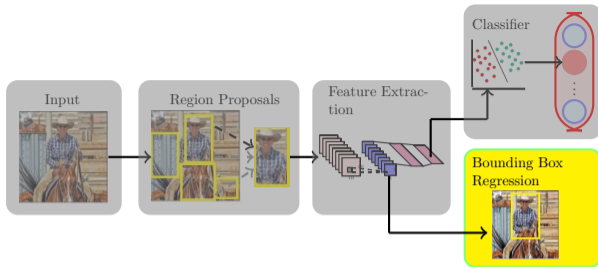 Input
Region Proposals
Feature Extrac-
tion
Classifier
Bounding Box
Regression